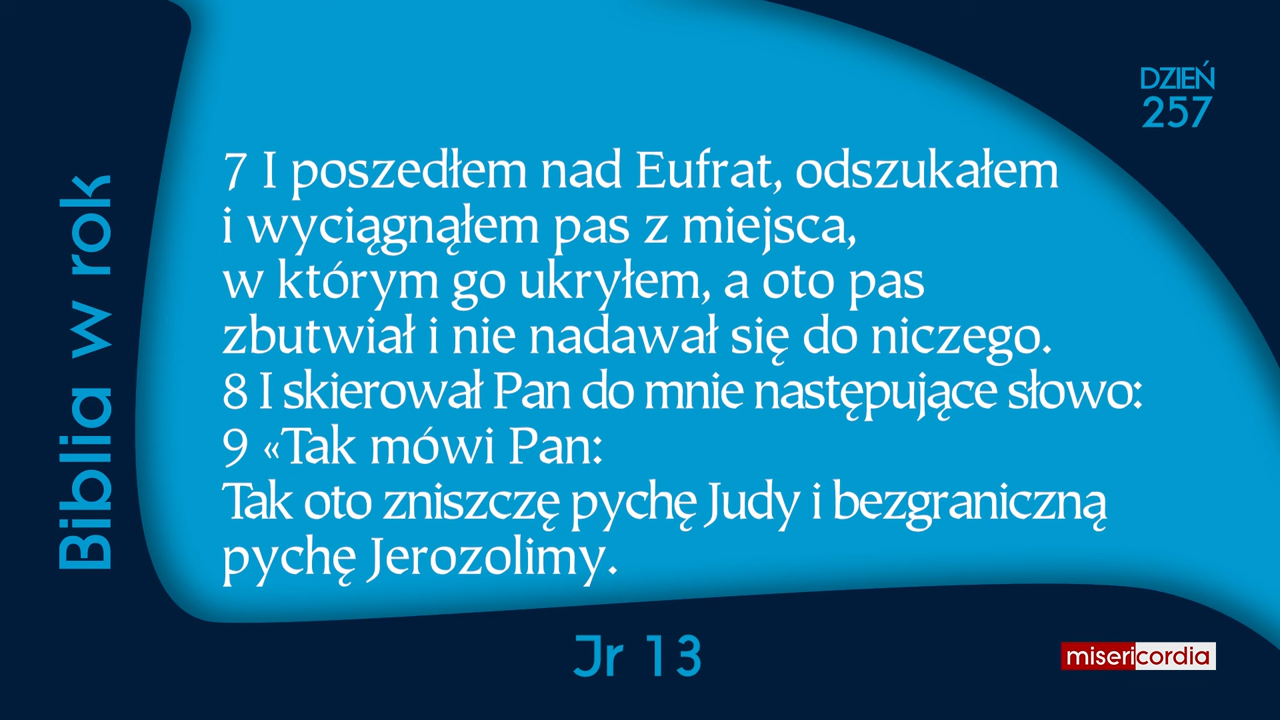 DZIEŃ
257
Biblia w rok
7 I poszedłem nad Eufrat, odszukałem
i wyciągnąłem pas z miejsca,
w którym go ukryłem, a oto pas
zbutwiał i nie nadawał się do niczego.
8 I skierował Pan do mnie następujące słowo:
9 «Tak mówi Pan:
Tak oto zniszczę pychę Judy i bezgraniczną
pychę Jerozolimy.
Jr 13
misericordia